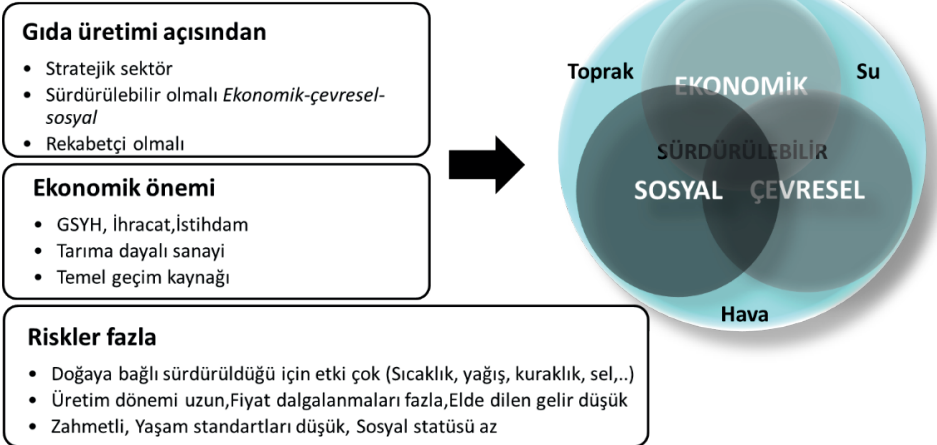 Gıda üretimi açısından
• Stratejik sektör
• Sürdürülebilir olmalı Ekonomik-çevresel-
sosyal
• Rekabetçi olmalı
Ekonomik önemi
• GSYH, İhracat,İstihdam
• Tarıma dayalı sanayi
• Temel geçim kaynağı
Riskler fazla
• Doğaya bağlı sürdürüldüğü için etki çok (Sıcaklık, yağış, kuraklık, sel,..)
• Üretim dönemi uzun,Fiyat dalgalanmaları fazla,Elde dilen gelir düşük
• Zahmetli, Yaşam standartları düşük, Sosyal statüsü az
Toprak
Su
EKONOMİK
SÜRDÜRÜLEBİLİR
SOSYAL
ÇEVRESEL
Hava